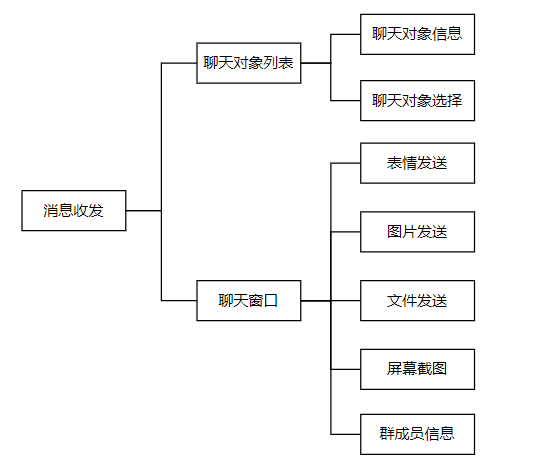 聊天对象信息
聊天对象列表
聊天对象选择
表情发送
消息收发
图片发送
聊天窗口
文件发送
屏幕截图
群成员信息